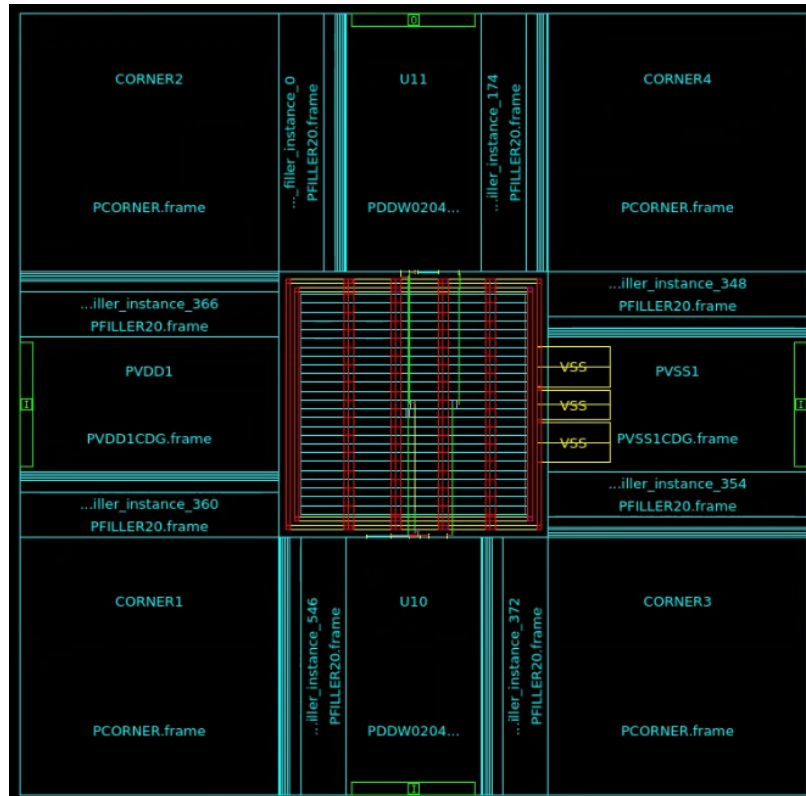 O
CORNER2
U11
CORNER4
..._filler_instance_0
PFILLER20.frame
...iller_instance_174
PFILLER20.frame
PCORNER.frame
PDDW0204...
PCORNER.frame
...iller_instance_366
PFILLER20.frame
...iller_instance_348
PFILLER20.frame
PVDD1
VSS
PVSS1
I
VSS
I
PVDD1CDG.frame
VSS
PVSS1CDG.frame
...iller_instance_360
PFILLER20.frame
...iller_instance_354
PFILLER20.frame
CORNER1
U10
CORNER3
...iller_instance_546
PFILLER20.frame
...iller_instance_372
PFILLER20.frame
PCORNER.frame
PDDW0204...
PCORNER.frame
I